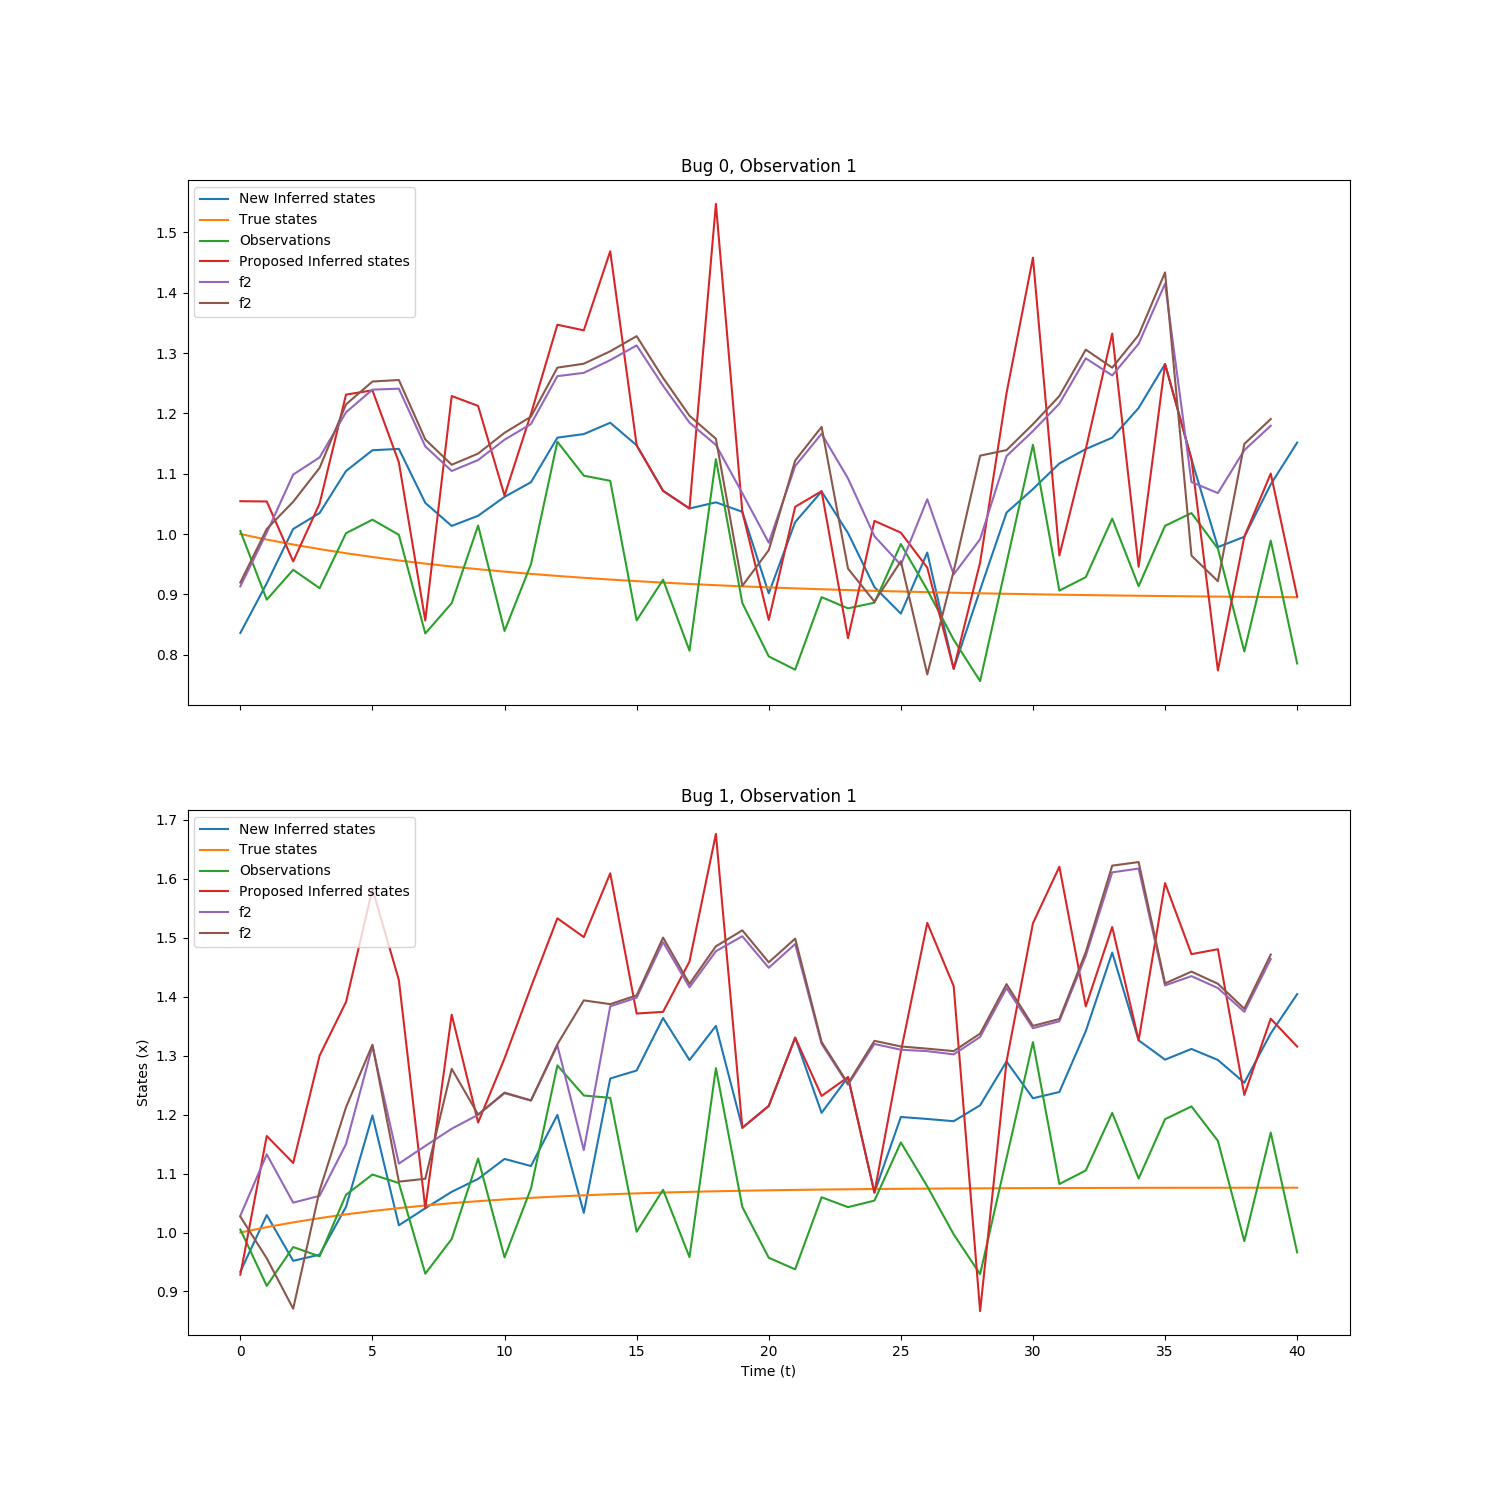 Bug 0, Observation 1
New Inferred states
True states
Observations
Proposed Inferred states
f2
f2
1.5
1.4
1.3
1.2
1.1
1.0
0.9
0.8
Bug 1, Observation 1
New Inferred states
True states
Observations
Proposed Inferred states
f2
f2
1.7
1.6
1.5
1.4
1.3
1.2
1.1
1.0
0.9
States (x)
0 5 10 15 20 25 30 35 40
Time (t)